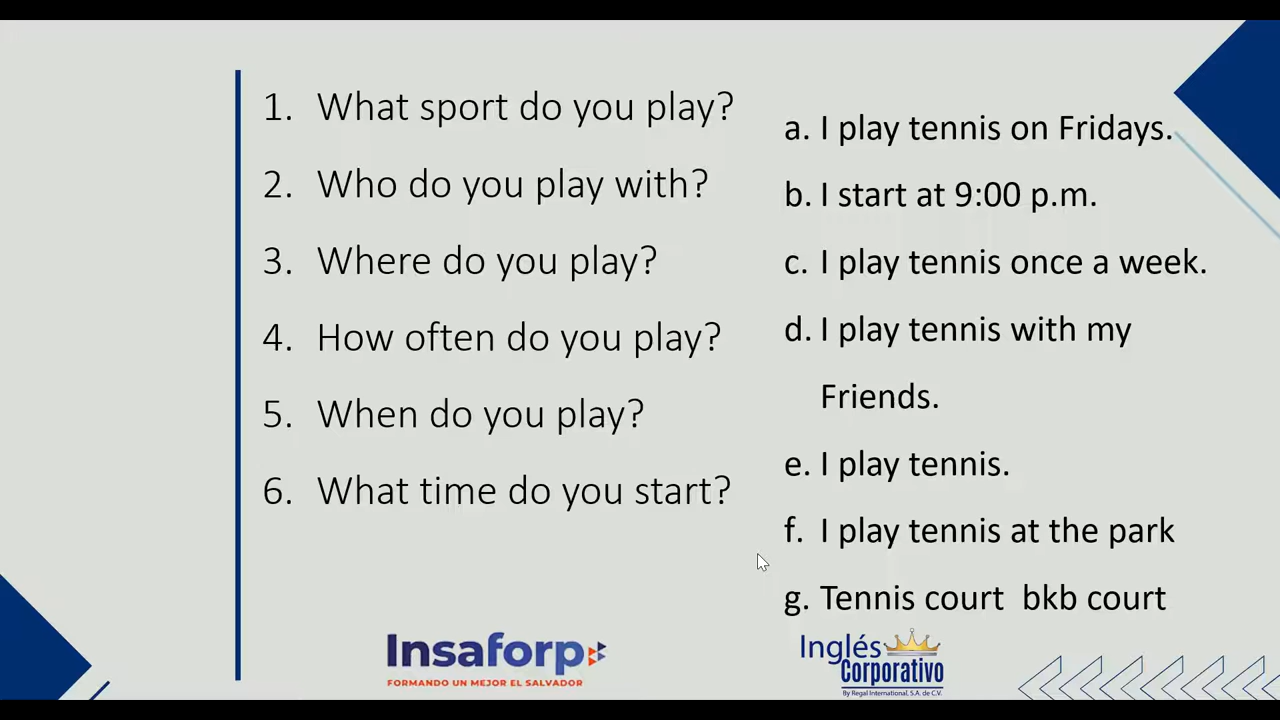 1. What sport do you play?
2. Who do you play with?
3. Where do you play?
4. How often do you play?
5. When do you play?
6. What time do you start?
a. I play tennis on Fridays.
b. I start at 9:00 p.m.
c. I play tennis once a week.
d. I play tennis with my
Friends.
e. I play tennis.
f. I play tennis at the park
g. Tennis court bkb court
Insaforp
FORMANDO UN MEJOR EL SALVADOR
Inglés
Corporativo
By Regal International, S.A. de C.V.